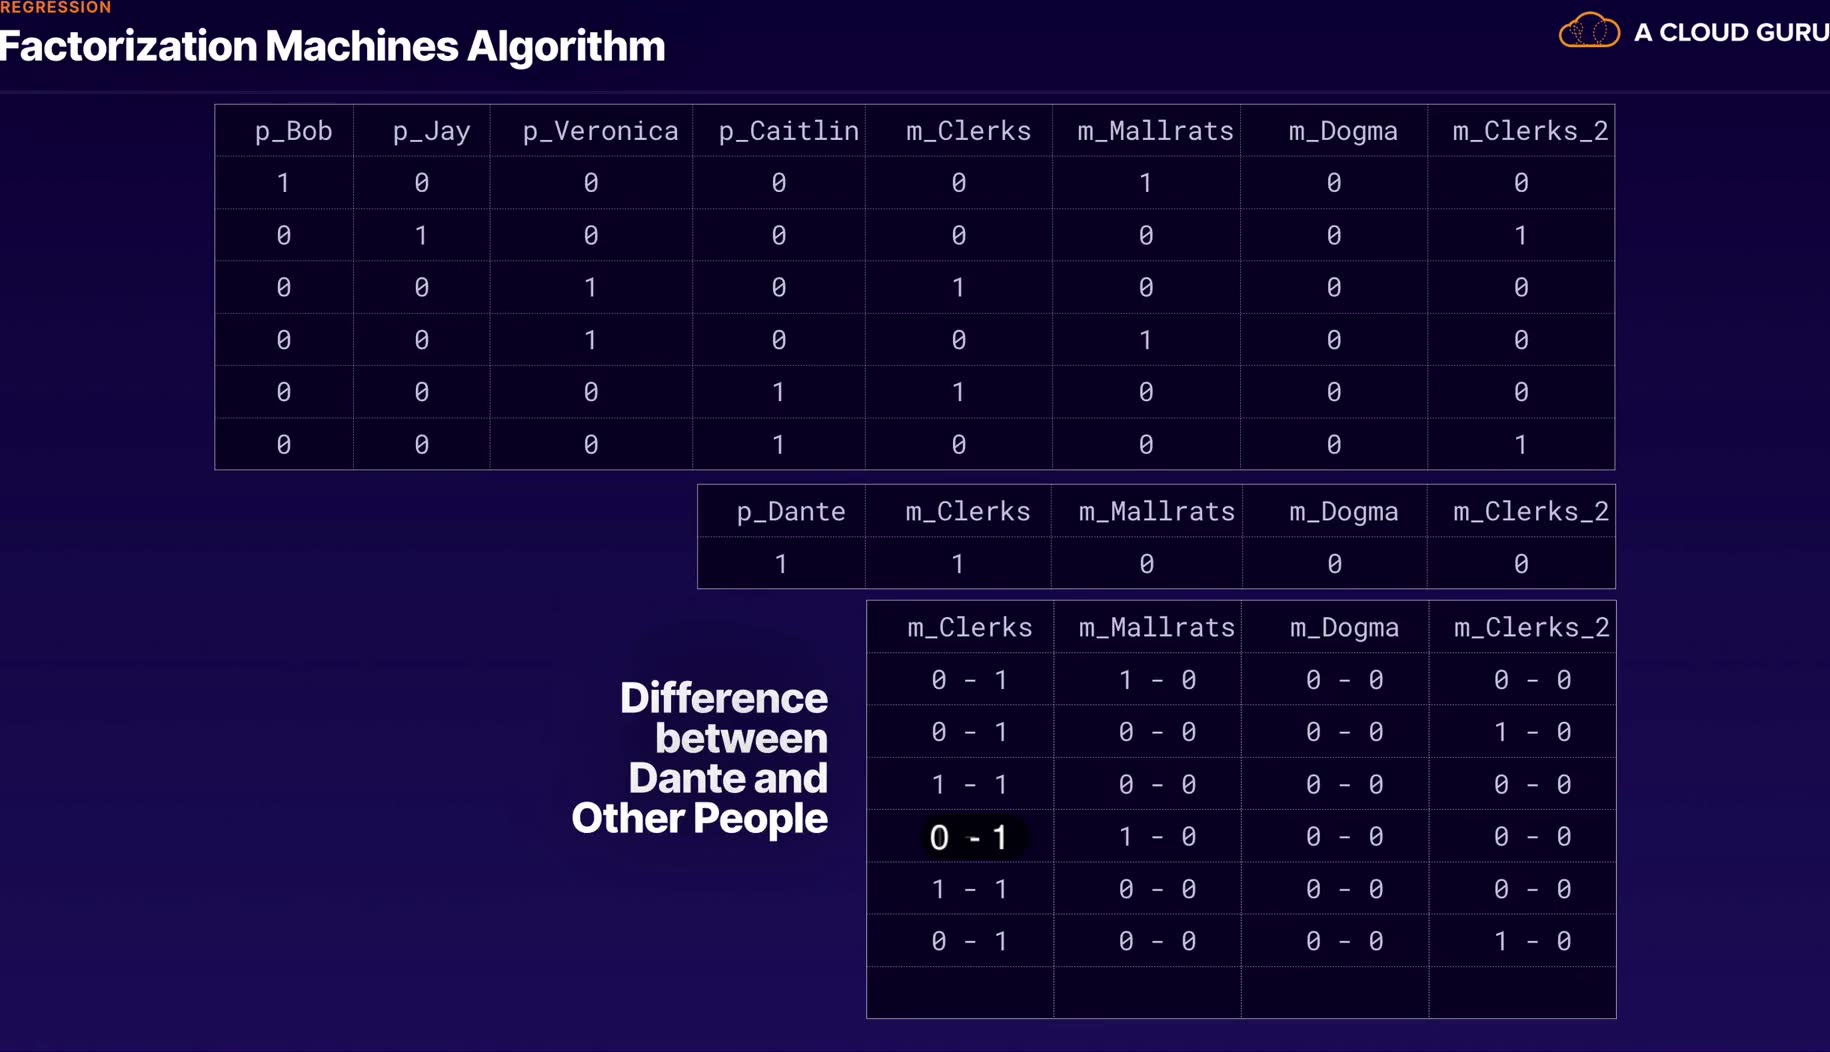 REGRESSION
Factorization Machines Algorithm
A CLOUD GURU
p_Bob p_Jay p_Veronica p_Caitlin m_Clerks m_Mallrats m_Dogma m_Clerks_2
1 0 0 0 0 1 0 0
0 1 0 0 0 0 0 1
0 0 1 0 1 0 0 0
0 0 1 0 0 1 0 0
0 0 0 1 1 0 0 0
0 0 0 1 0 0 0 1
p_Dante m_Clerks m_Mallrats m_Dogma m_Clerks_2
1 1 0 0 0
Difference
between
Dante and
Other People
m_Clerks m_Mallrats m_Dogma m_Clerks_2
0 - 1 1 - 0 0 - 0 0 - 0
0 - 1 0 - 0 0 - 0 1 - 0
1 - 1 0 - 0 0 - 0 0 - 0
0 - 1 1 - 0 0 - 0 0 - 0
1 - 1 0 - 0 0 - 0 0 - 0
0 - 1 0 - 0 0 - 0 1 - 0